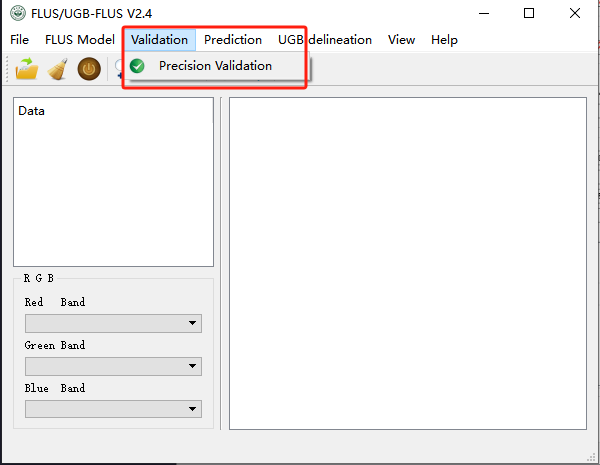 FLUS/UGB-FLUS V2.4
File FLUS Model Validation Prediction UGB delineation View Help
Precision Validation
Data
R G B
Red Band
Green Band
Blue Band